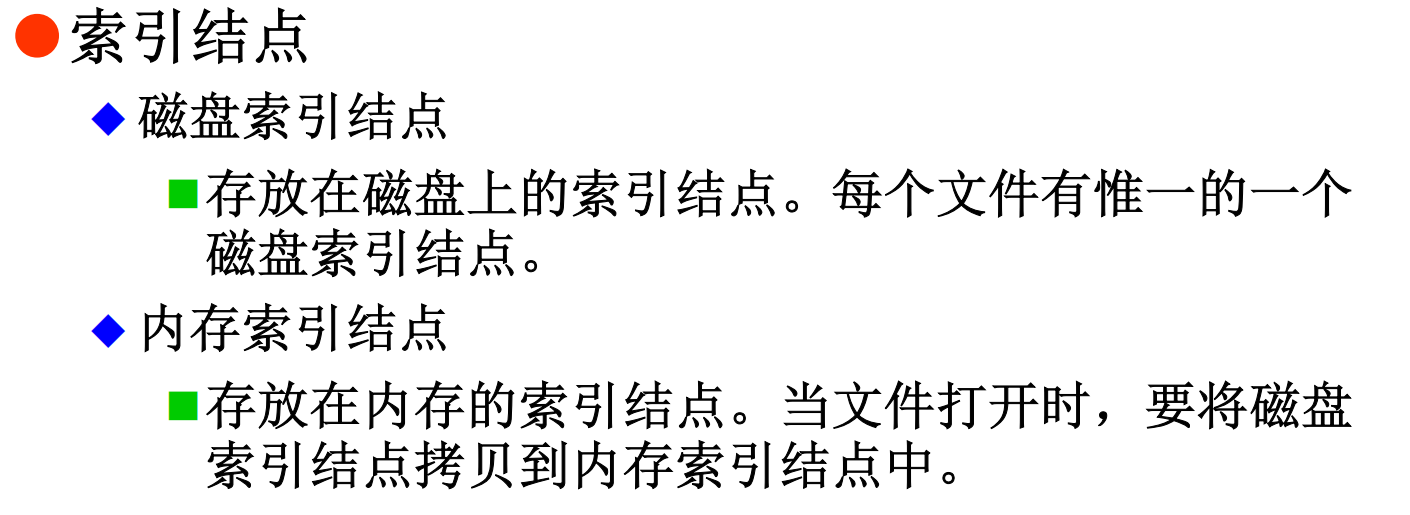 索引结点
磁盘索引结点
存放在磁盘上的索引结点。每个文件有惟一的一个
磁盘索引结点。
内存索引结点
存放在内存的索引结点。当文件打开时，要将磁盘
索引结点拷贝到内存索引结点中。